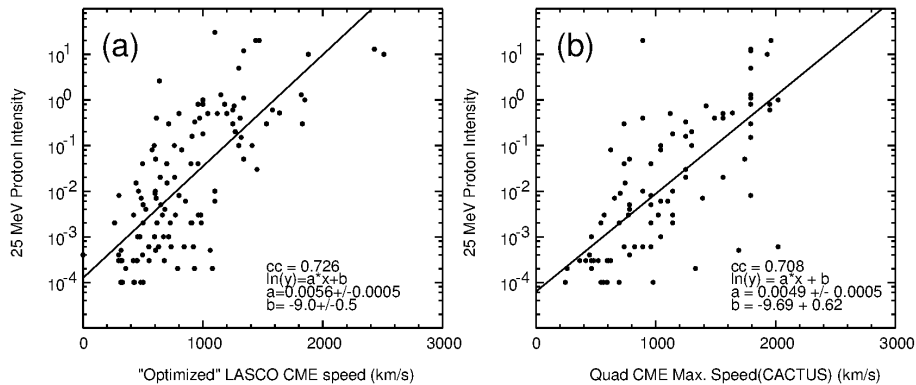 (a)
25 MeV Proton Intensity
10^1
10^0
10^-1
10^-2
10^-3
10^-4
cc = 0.726
ln(y)=a*x+b
a=0.0056+/-0.0005
b= -9.0+/-0.5
0 1000 2000 3000
"Optimized" LASCO CME speed (km/s)
(b)
25 MeV Proton Intensity
10^1
10^0
10^-1
10^-2
10^-3
10^-4
cc = 0.708
ln(y) = a*x + b
a = 0.0049 +/- 0.0005
b = -9.69 + 0.62
0 1000 2000 3000
Quad CME Max. Speed(CACTUS) (km/s)